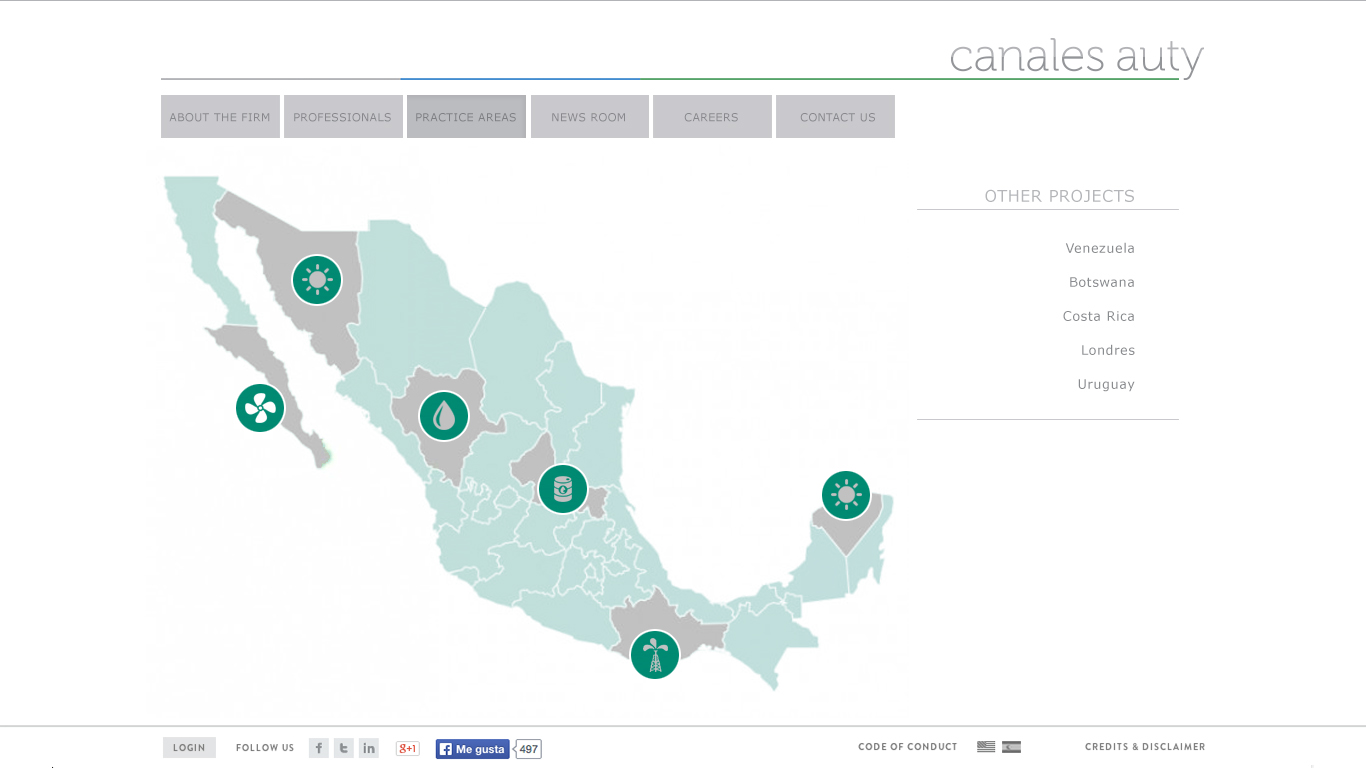 canales auty
ABOUT THE FIRM PROFESSIONALS PRACTICE AREAS NEWS ROOM CAREERS CONTACT US
OTHER PROJECTS
Venezuela
Botswana
Costa Rica
Londres
Uruguay
LOGIN FOLLOW US f t in g+1 f Me gusta 497 CODE OF CONDUCT CREDITS & DISCLAIMER